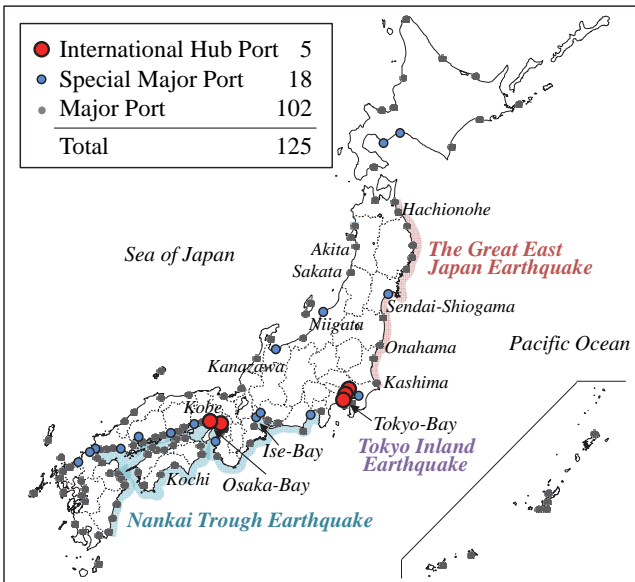 International Hub Port 5
Special Major Port 18
Major Port 102
Total 125
Hachionohe
Sea of Japan
Akita
The Great East
Japan Earthquake
Sakata
Sendai-Shiogama
Niigata
Onahama
Pacific Ocean
Kanazawa
Kashima
Kobe
Tokyo-Bay
Ise-Bay
Tokyo Inland
Earthquake
Kochi
Osaka-Bay
Nankai Trough Earthquake